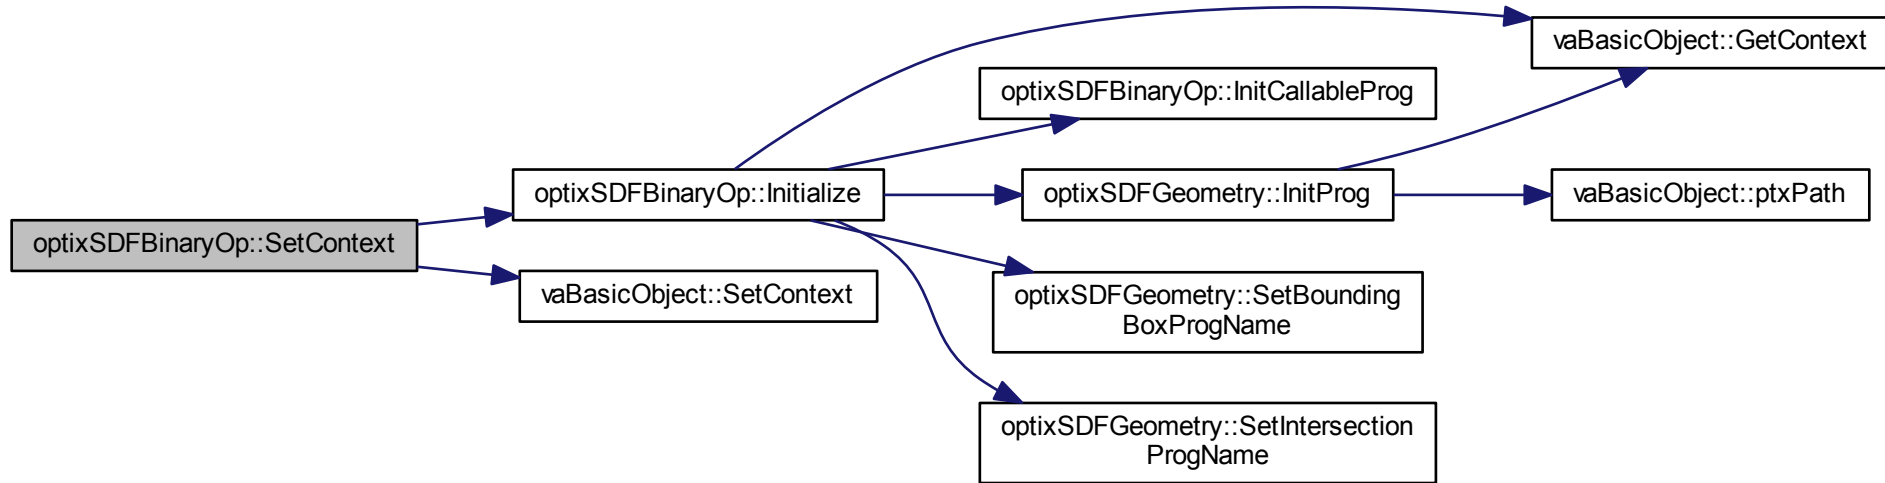 vaBasicObject::GetContext
optixSDFBinaryOp::InitCallableProg
optixSDFBinaryOp::Initialize
optixSDFGeometry::InitProg
vaBasicObject::ptxPath
optixSDFBinaryOp::SetContext
vaBasicObject::SetContext
optixSDFGeometry::SetBounding
BoxProgName
optixSDFGeometry::SetIntersection
ProgName